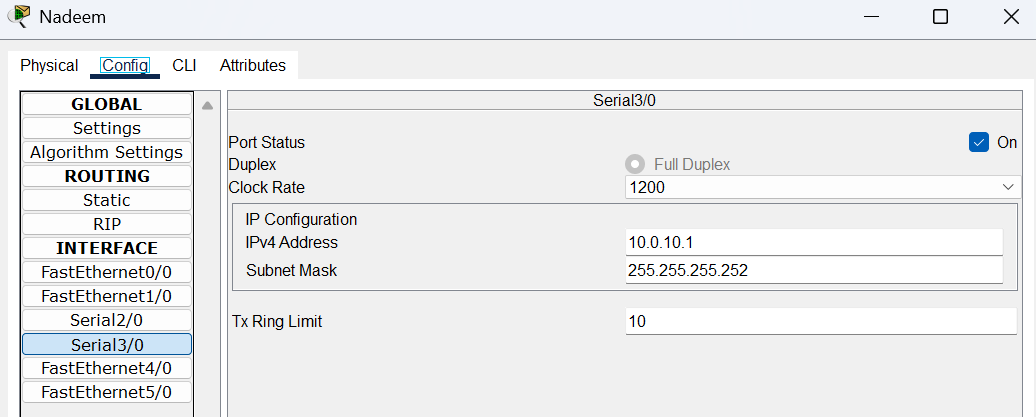 Nadeem
Physical Config CLI Attributes
GLOBAL
Settings
Algorithm Settings
ROUTING
Static
RIP
INTERFACE
FastEthernet0/0
FastEthernet1/0
Serial2/0
Serial3/0
FastEthernet4/0
FastEthernet5/0
Serial3/0
Port Status On
Duplex Full Duplex
Clock Rate 1200
IP Configuration
IPv4 Address 10.0.10.1
Subnet Mask 255.255.255.252
Tx Ring Limit 10